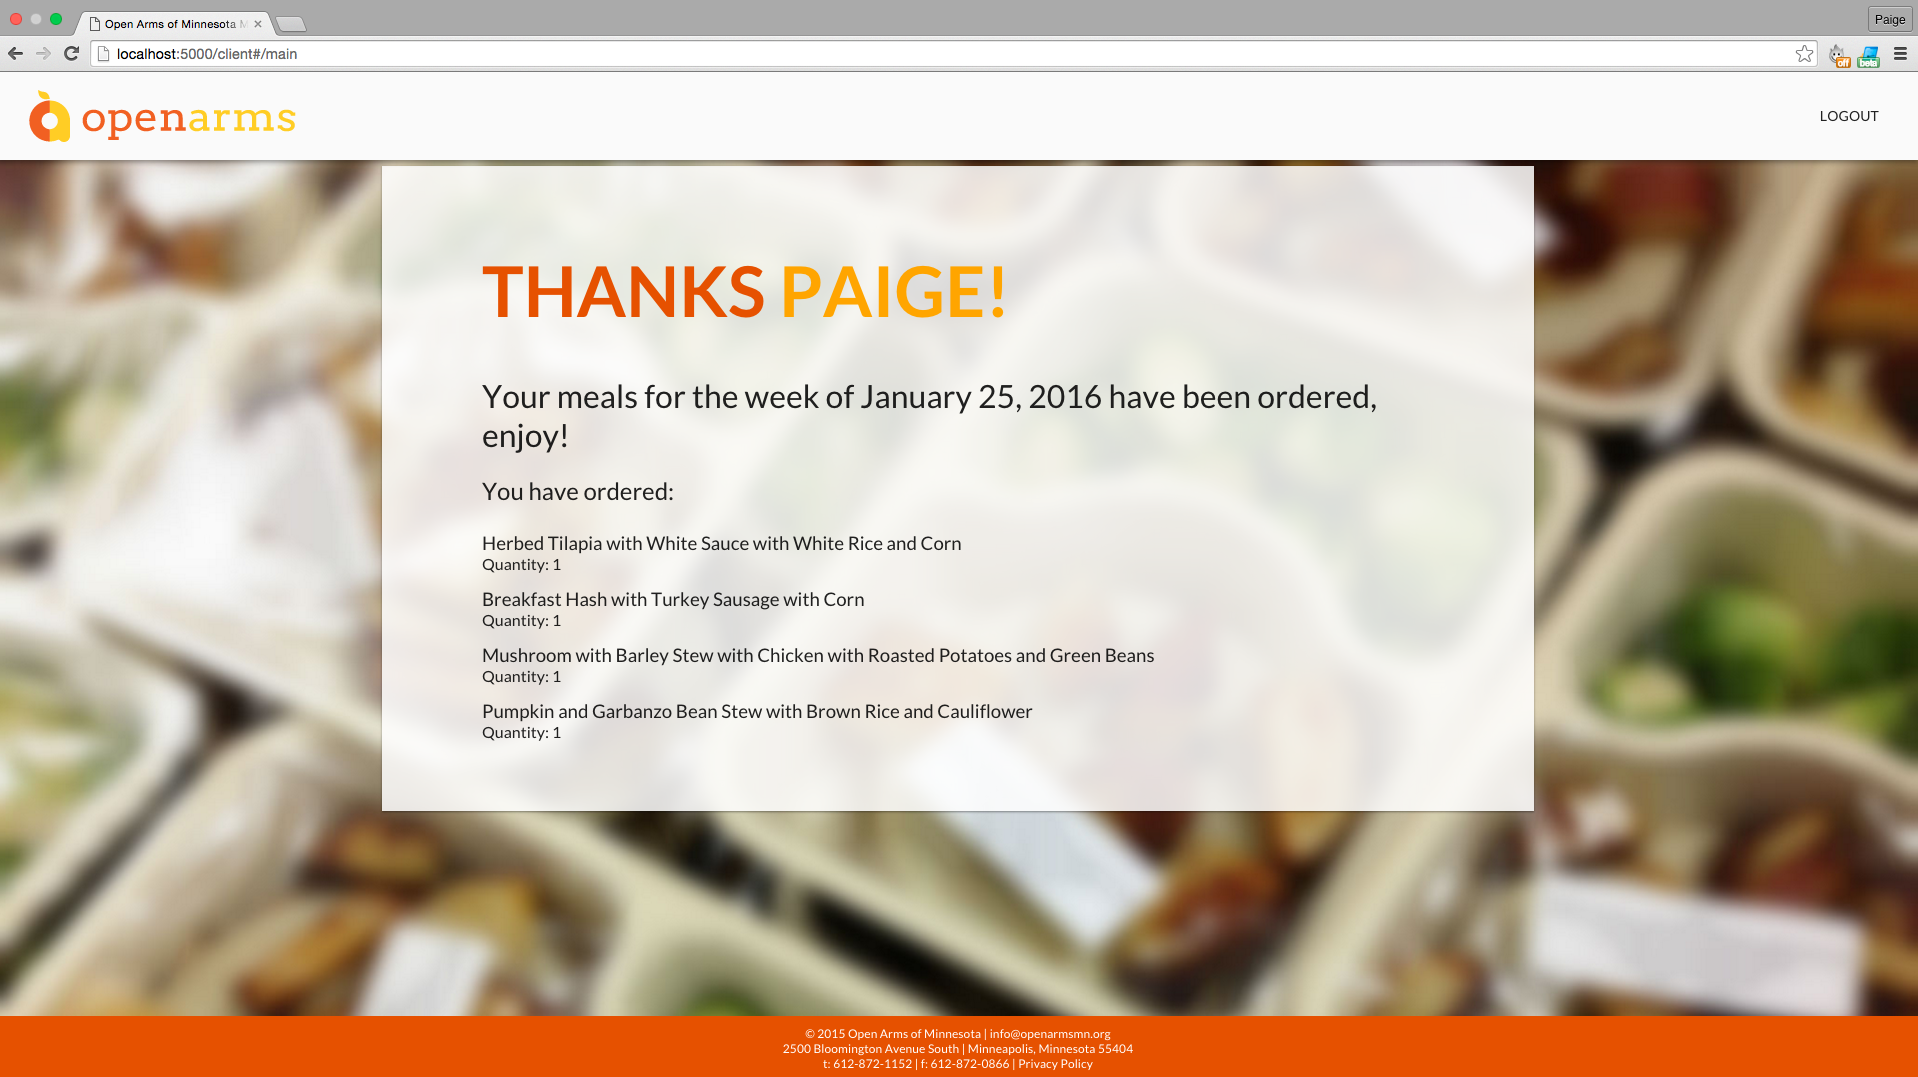 Open Arms of Minnesota M
Paige
localhost:5000/client#/main
off
beta
openarms
LOGOUT
THANKS PAIGE!
Your meals for the week of January 25, 2016 have been ordered,
enjoy!
You have ordered:
Herbed Tilapia with White Sauce with White Rice and Corn
Quantity: 1
Breakfast Hash with Turkey Sausage with Corn
Quantity: 1
Mushroom with Barley Stew with Chicken with Roasted Potatoes and Green Beans
Quantity: 1
Pumpkin and Garbanzo Bean Stew with Brown Rice and Cauliflower
Quantity: 1
© 2015 Open Arms of Minnesota | info@openarmsmn.org
2500 Bloomington Avenue South | Minneapolis, Minnesota 55404
t: 612-872-1152 | f: 612-872-0866 | Privacy Policy